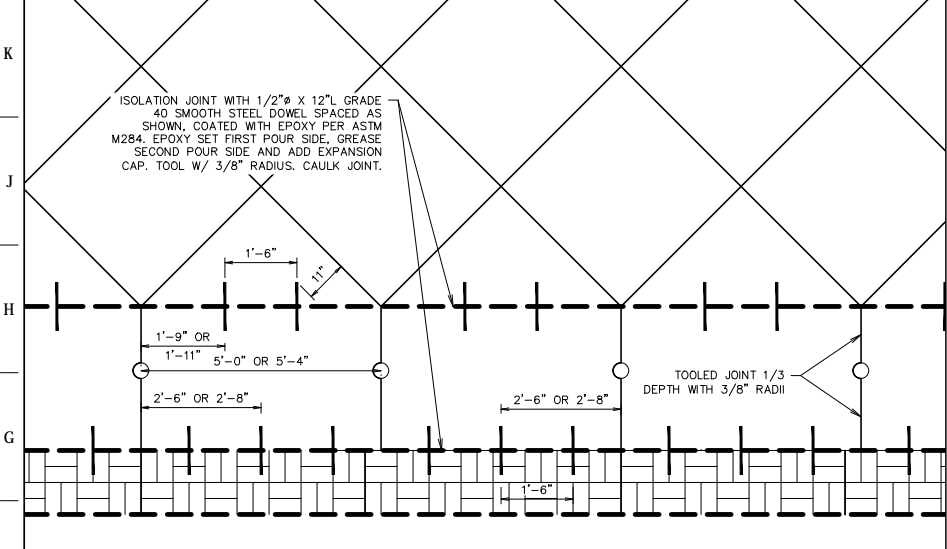 K
ISOLATION JOINT WITH 1/2"ø X 12"L GRADE
40 SMOOTH STEEL DOWEL SPACED AS
SHOWN, COATED WITH EPOXY PER ASTM
M284. EPOXY SET FIRST POUR SIDE, GREASE
SECOND POUR SIDE AND ADD EXPANSION
CAP. TOOL W/ 3/8" RADIUS. CAULK JOINT.
J
1'-6"
11"
H
1'-9" OR
1'-11"
5'-0" OR 5'-4"
TOOLED JOINT 1/3
DEPTH WITH 3/8" RADII
2'-6" OR 2'-8"
2'-6" OR 2'-8"
G
1'-6"